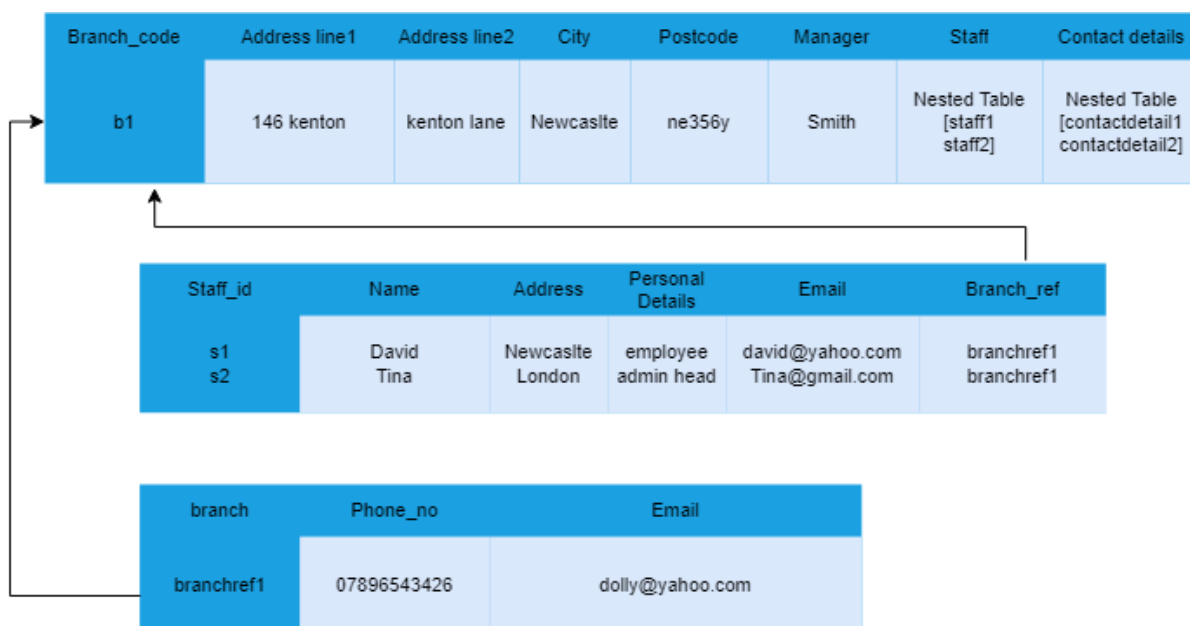 Branch_code Address line1 Address line2 City Postcode Manager Staff Contact details
b1 146 kenton kenton lane Newcaslte ne356y Smith Nested Table [staff1 staff2] Nested Table [contactdetail1 contactdetail2]
Staff_id Name Address Personal Details Email Branch_ref
s1 David Newcaslte employee david@yahoo.com branchref1
s2 Tina London admin head Tina@gmail.com branchref1
branch Phone_no Email
branchref1 07896543426 dolly@yahoo.com